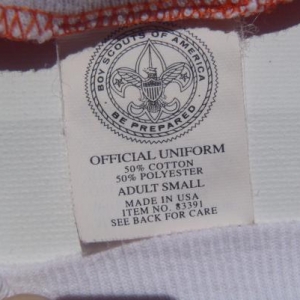 BOY SCOUTS OF AMERICA
BE PREPARED
OFFICIAL UNIFORM
50% COTTON
50% POLYESTER
ADULT SMALL
MADE IN USA
ITEM NO. 83391
SEE BACK FOR CARE